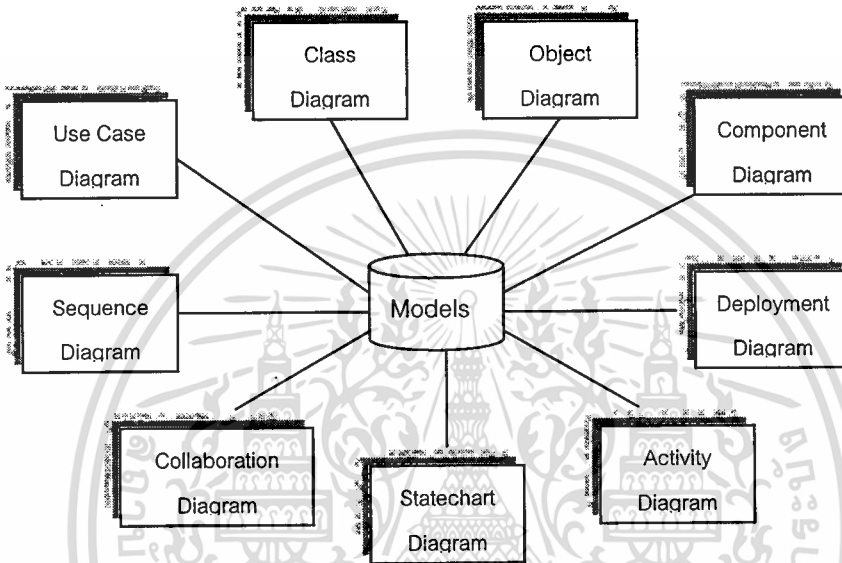 Class
Diagram
Object
Diagram
Use Case
Diagram
Component
Diagram
Models
Sequence
Diagram
Deployment
Diagram
Collaboration
Diagram
Statechart
Diagram
Activity
Diagram